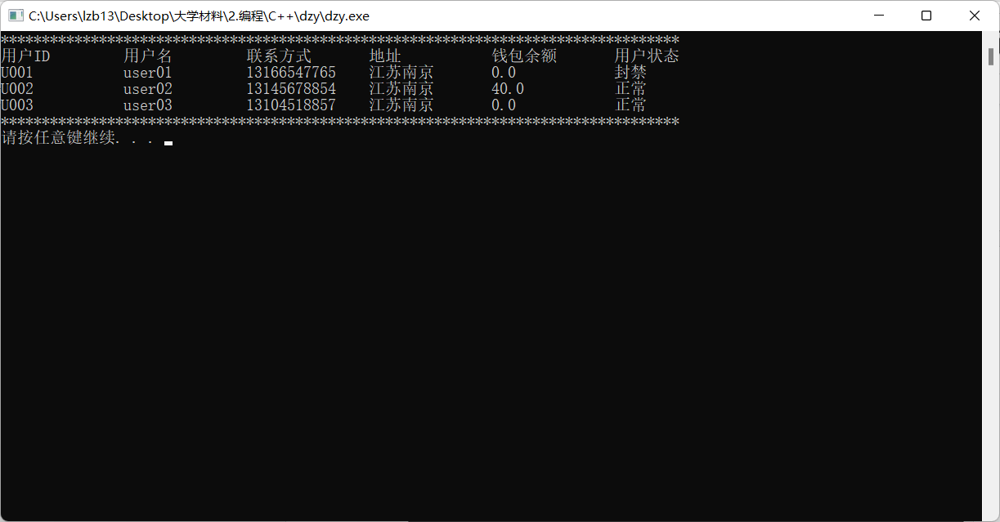 C:\Users\lzb13\Desktop\大学材料\2.编程\C++\dzy\dzy.exe
***********************************************************************************
用户ID 用户名 联系方式 地址 钱包余额 用户状态
U001 user01 13166547765 江苏南京 0.0 封禁
U002 user02 13145678854 江苏南京 40.0 正常
U003 user03 13104518857 江苏南京 0.0 正常
***********************************************************************************
请按任意键继续. . .